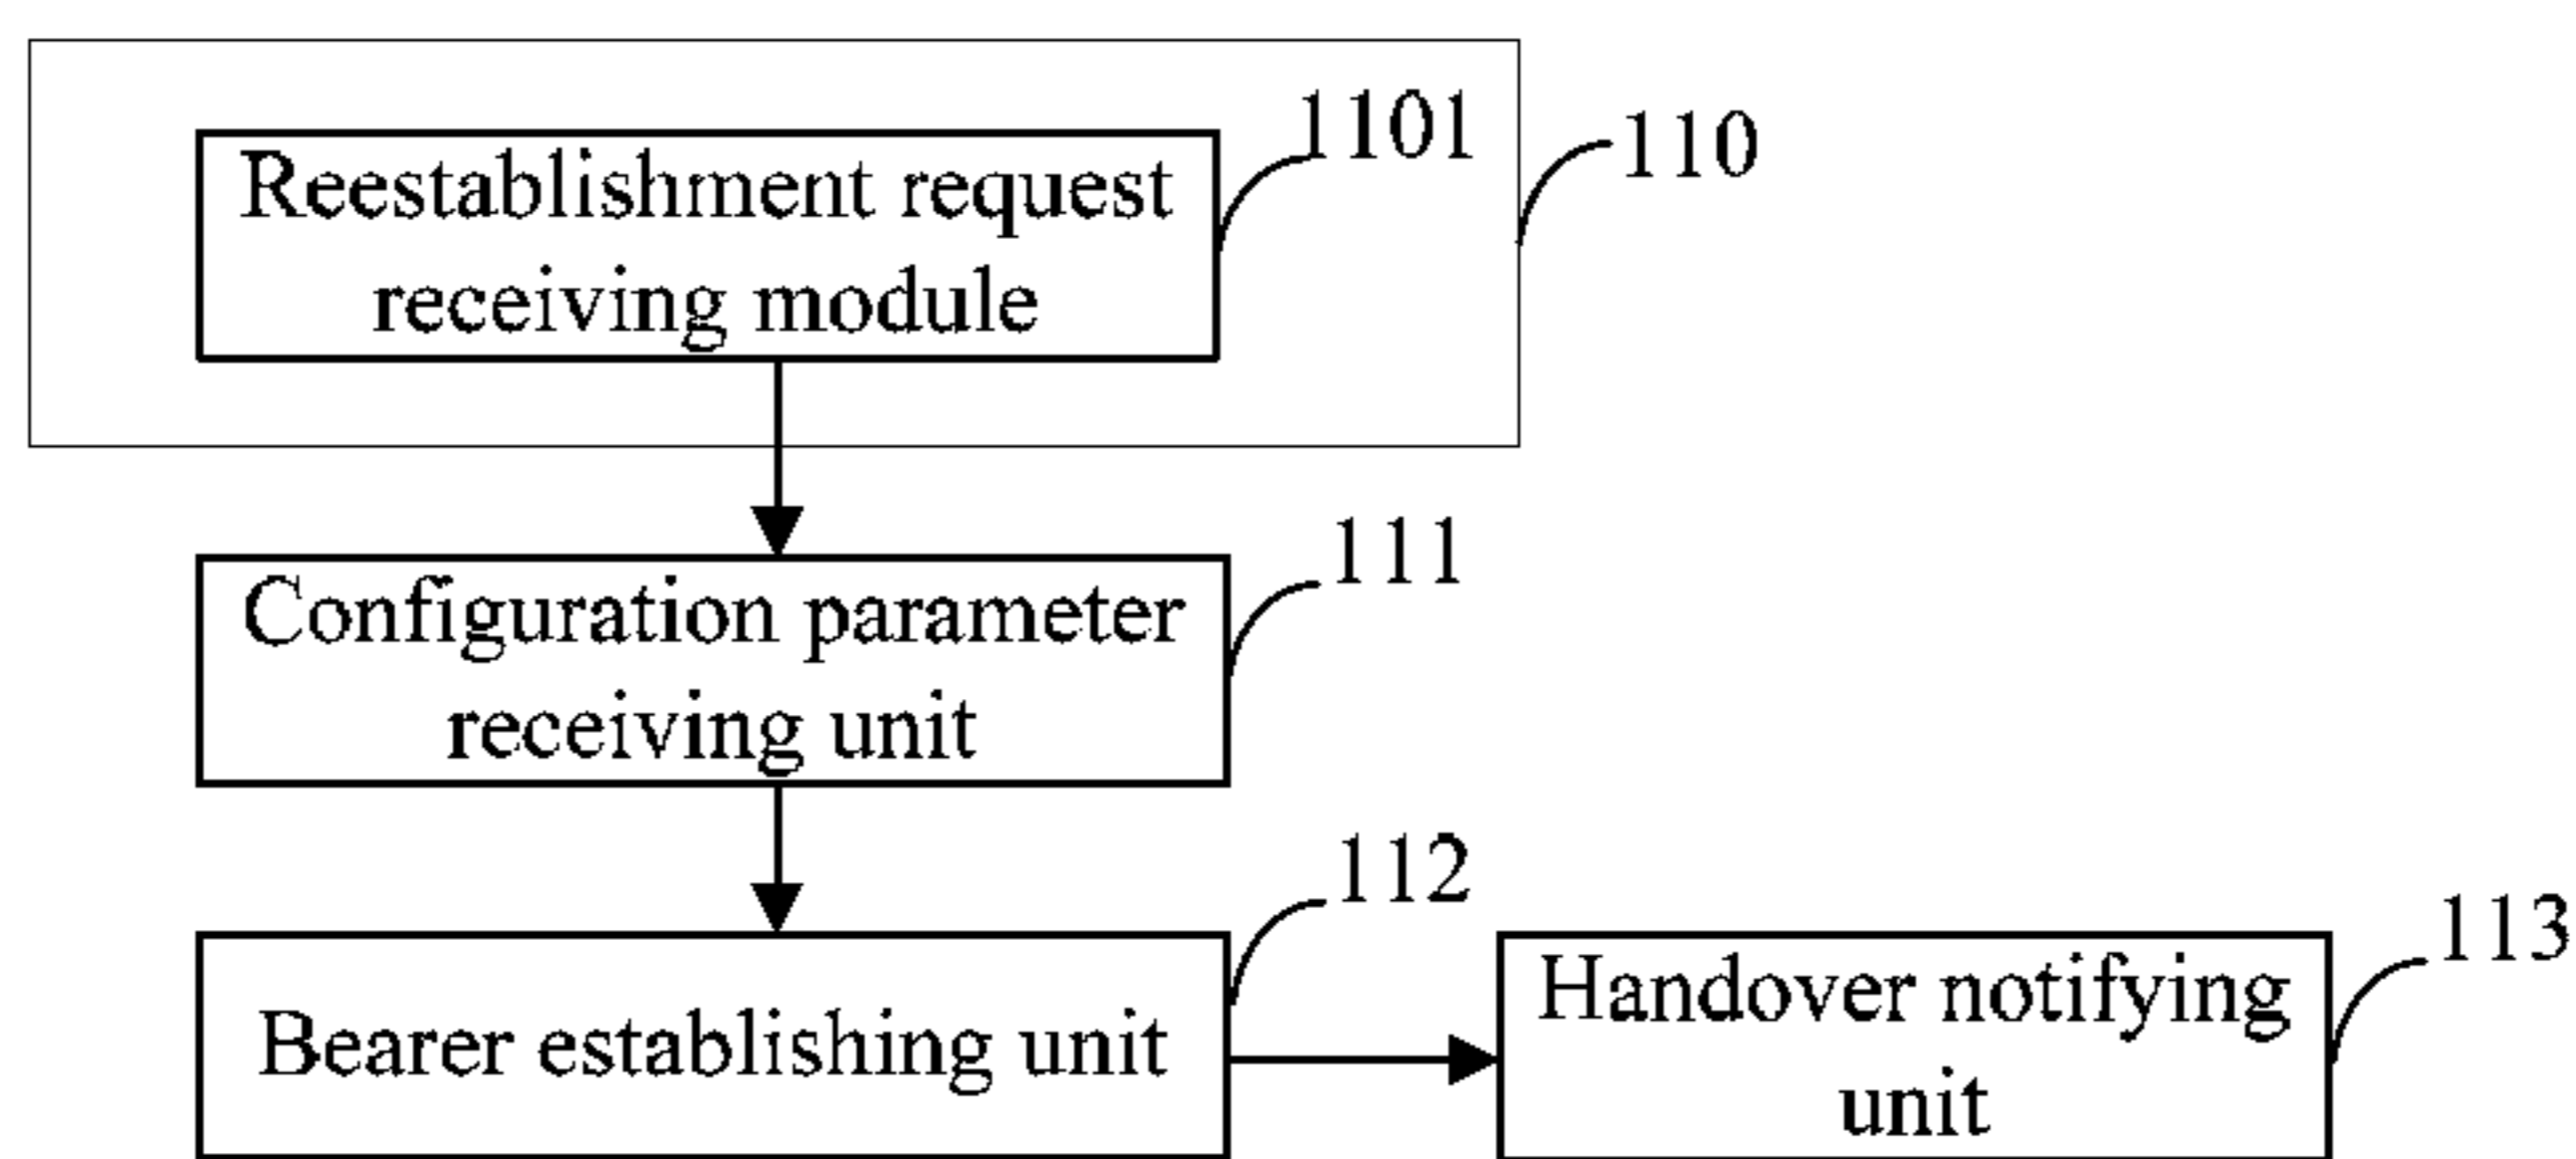 1101
110
Reestablishment request
receiving module
111
Configuration parameter
receiving unit
112
Bearer establishing unit
113
Handover notifying
unit